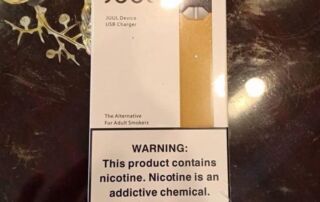 JUUL
JUUL Device
USB Charger
The Alternative
For Adult Smokers
WARNING:
This product contains
nicotine. Nicotine is an
addictive chemical.